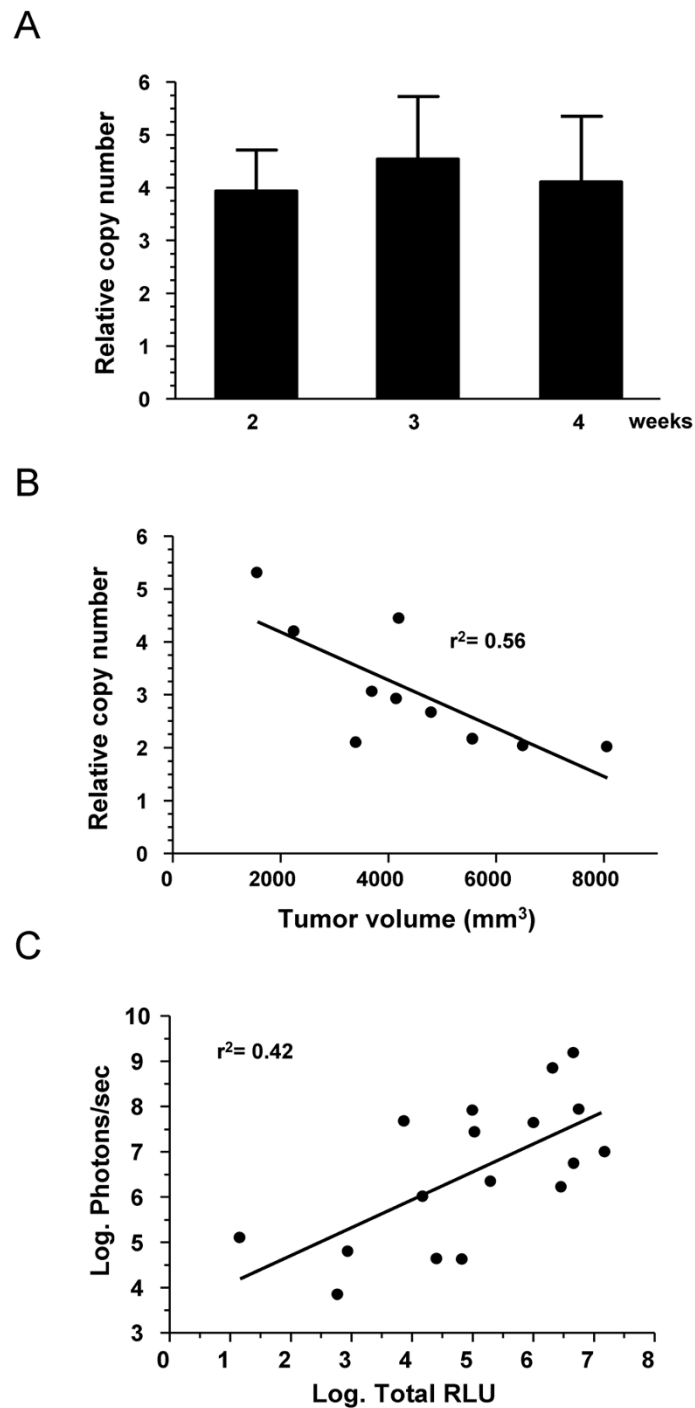 A
6
5
4
3
2
1
0
Relative copy number
2 3 4 weeks
B
6
5
4
3
2
1
0
Relative copy number
r²= 0.56
0 2000 4000 6000 8000
Tumor volume (mm³)
C
10
9
8
7
6
5
4
3
Log. Photons/sec
r²= 0.42
0 1 2 3 4 5 6 7 8
Log. Total RLU